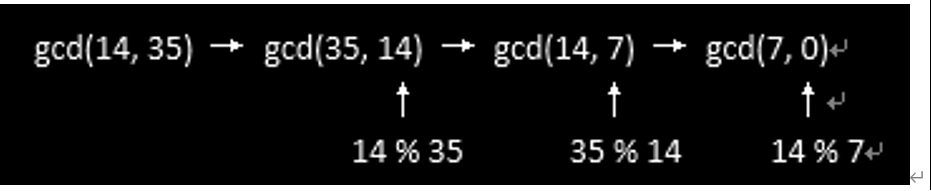 gcd(14, 35) → gcd(35, 14) → gcd(14, 7) → gcd(7, 0)↵
↑ ↑ ↑ ↵
14 % 35 35 % 14 14 % 7↵
↵